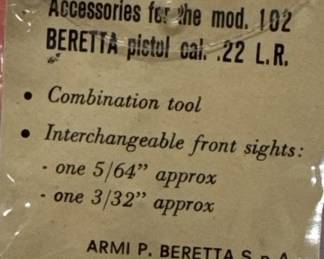 Accessories for the mod. 102
BERETTA pistol cal. .22 L.R.
• Combination tool
• Interchangeable front sights:
- one 5/64" approx
- one 3/32" approx
ARMI P. BERETTA S.p.A.